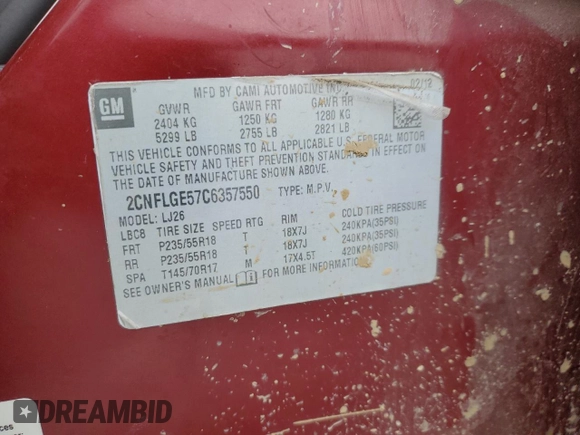 GM
MFD BY CAMI AUTOMOTIVE INC
02/12
GVWR GAWR FRT GAWR RR
2404 KG 1250 KG 1280 KG
5299 LB 2755 LB 2821 LB
THIS VEHICLE CONFORMS TO ALL APPLICABLE U.S. FEDERAL MOTOR
VEHICLE SAFETY AND THEFT PREVENTION STANDARDS IN EFFECT ON
THE DATE OF MANUFACTURE SHOWN ABOVE.
2CNFLGE57C6357550 TYPE: M.P.V.
MODEL: LJ26
LBC8 TIRE SIZE SPEED RTG RIM COLD TIRE PRESSURE
FRT P235/55R18 T 18X7J 240KPA(35PSI)
RR P235/55R18 T 18X7J 240KPA(35PSI)
SPA T145/70R17 M 17X4.5T 420KPA(60PSI)
SEE OWNER'S MANUAL FOR MORE INFORMATION
DREAMBID